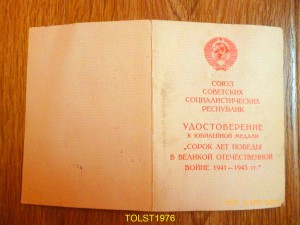 СОЮЗ
СОВЕТСКИХ
СОЦИАЛИСТИЧЕСКИХ
РЕСПУБЛИК
УДОСТОВЕРЕНИЕ
К ЮБИЛЕЙНОЙ МЕДАЛИ
„СОРОК ЛЕТ ПОБЕДЫ
В ВЕЛИКОЙ ОТЕЧЕСТВЕННОЙ
ВОЙНЕ 1941—1945 гг."
TOLST1976